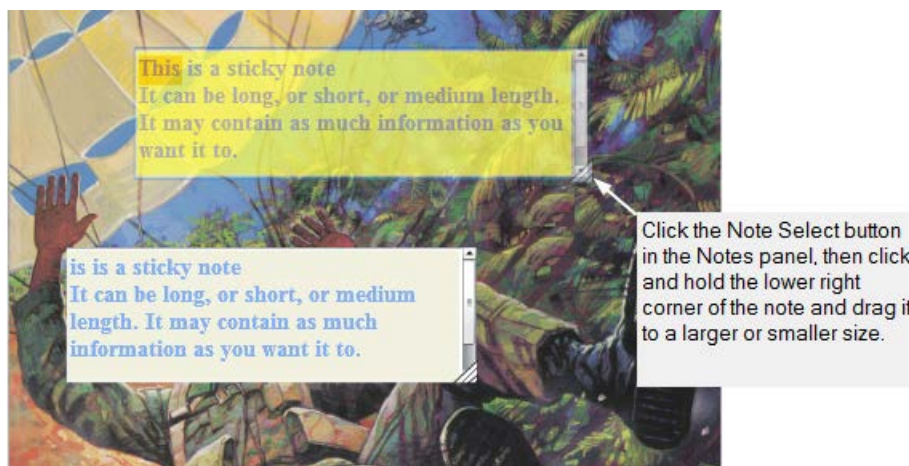 This is a sticky note
It can be long, or short, or medium length.
It may contain as much information as you
want it to.
is is a sticky note
It can be long, or short, or medium
length. It may contain as much
information as you want it to.
Click the Note Select button
in the Notes panel, then click
and hold the lower right
corner of the note and drag it
to a larger or smaller size.